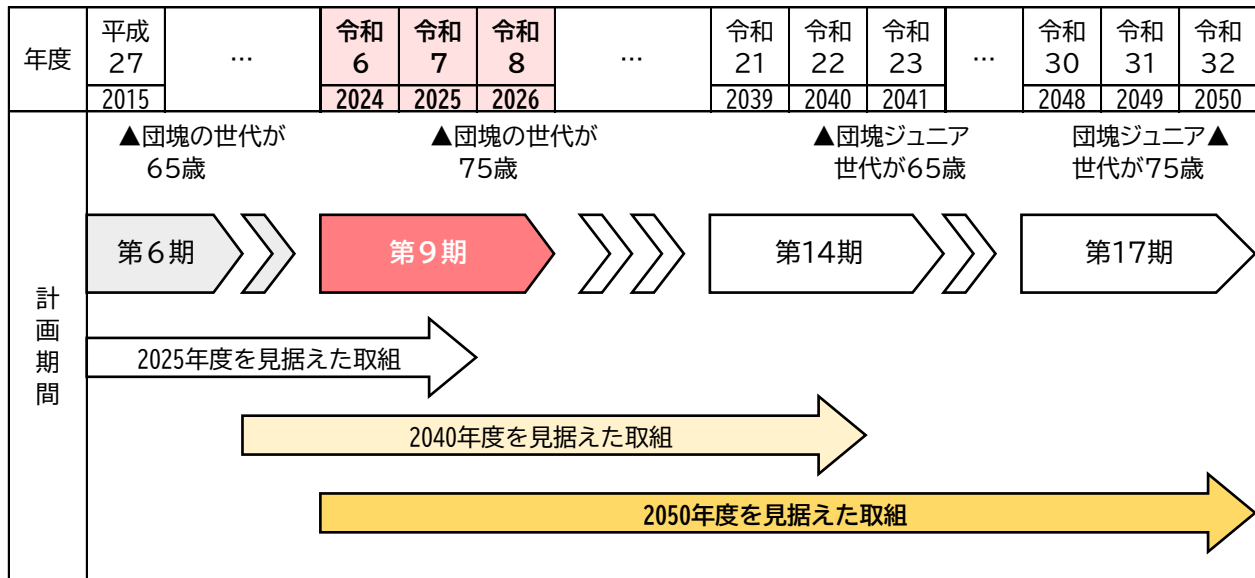 年度
平成 … 令和 令和 令和 … 令和 令和 令和 … 令和 令和 令和
27 6 7 8 21 22 23 30 31 32
2015 2024 2025 2026 2039 2040 2041 2048 2049 2050
▲団塊の世代が
65歳
▲団塊の世代が
75歳
▲団塊ジュニア
世代が65歳
団塊ジュニア▲
世代が75歳
計画期間
第6期 第9期 第14期 第17期
2025年度を見据えた取組
2040年度を見据えた取組
2050年度を見据えた取組